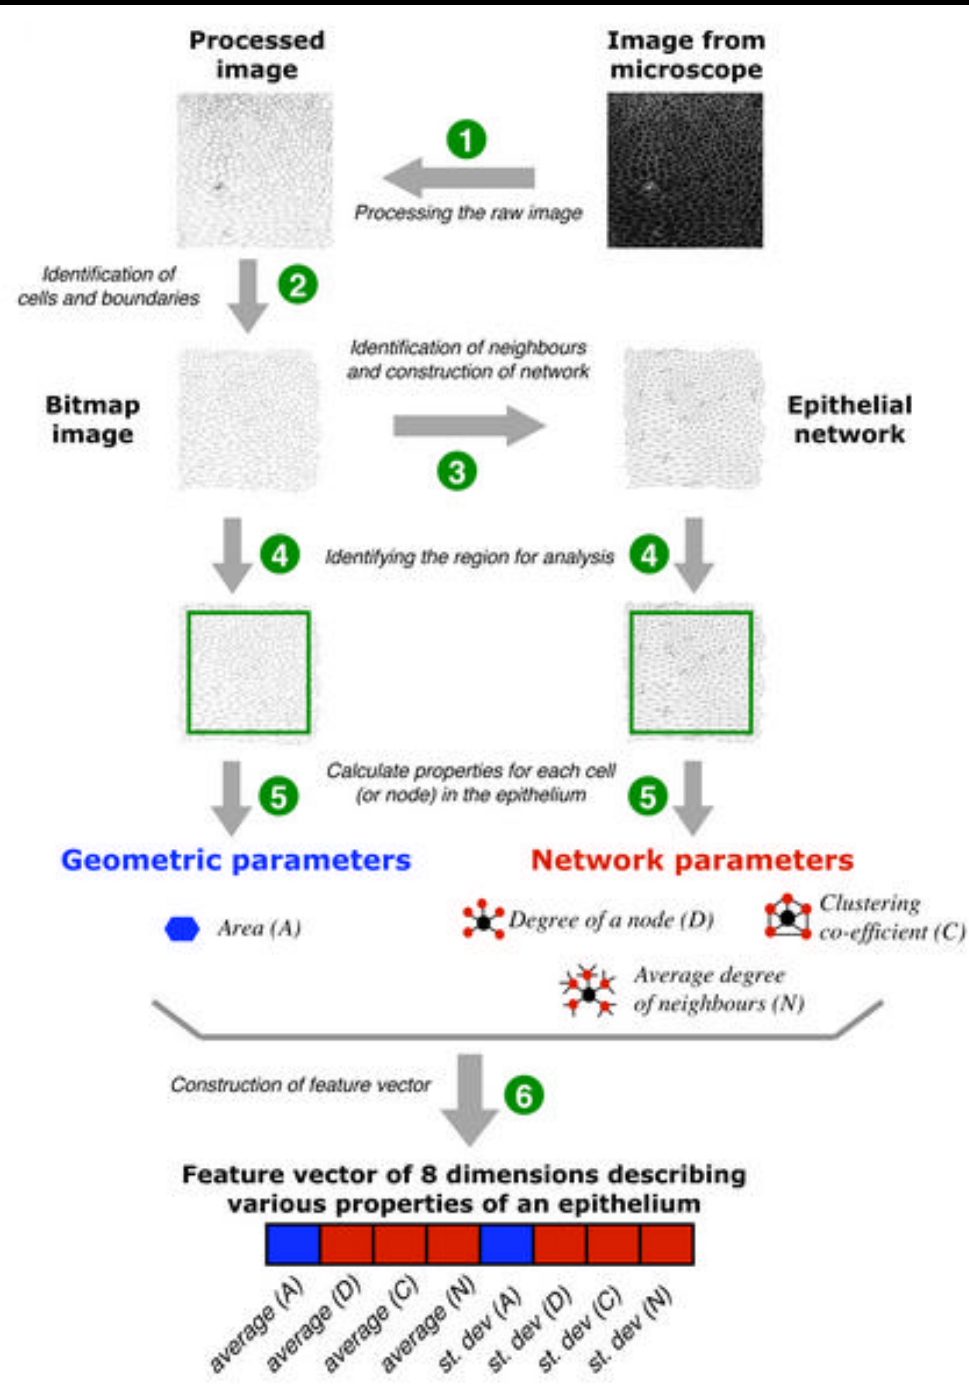 Processed
image
Image from
microscope
1
Processing the raw image
Identification of
cells and boundaries
2
Identification of neighbours
and construction of network
Bitmap
image
3
Epithelial
network
4
Identifying the region for analysis
4
5
Calculate properties for each cell
(or node) in the epithelium
5
Geometric parameters
Network parameters
Area (A)
Degree of a node (D)
Clustering
co-efficient (C)
Average degree
of neighbours (N)
Construction of feature vector
6
Feature vector of 8 dimensions describing
various properties of an epithelium
average (A)
average (D)
average (C)
average (N)
st. dev (A)
st. dev (D)
st. dev (C)
st. dev (N)